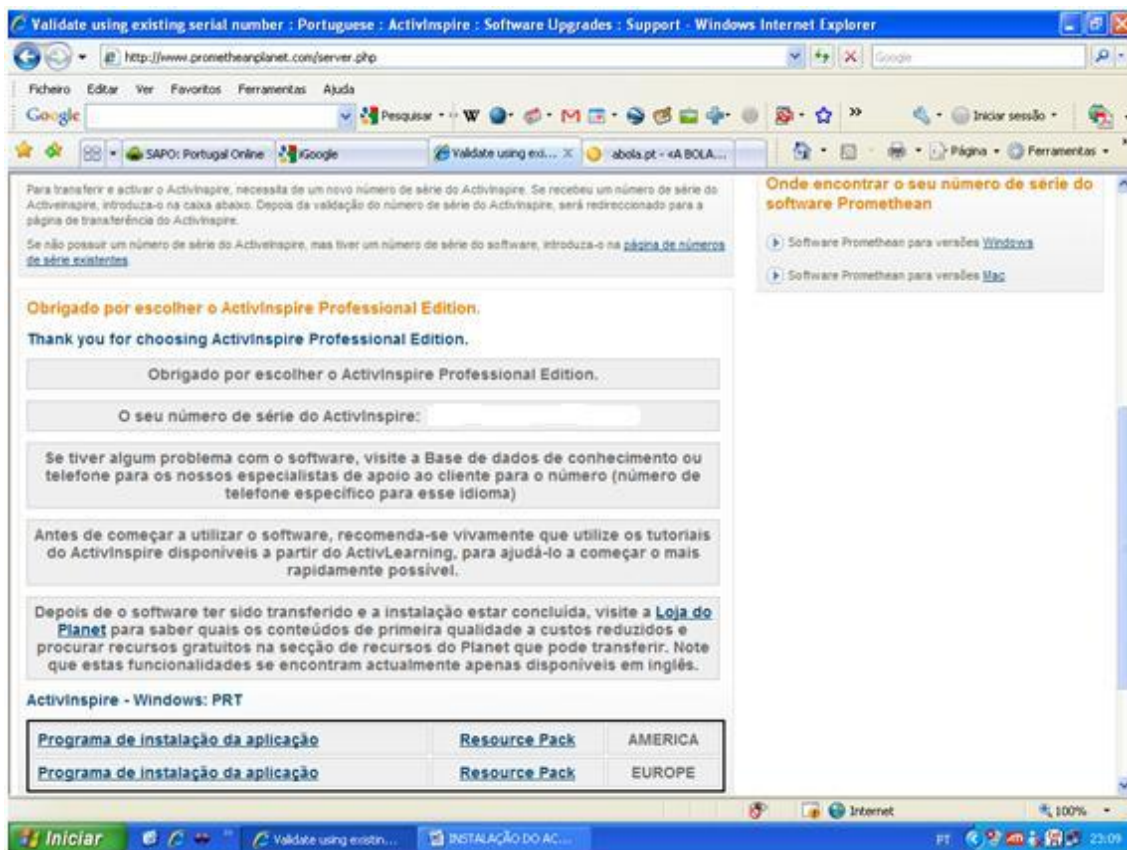 Validate using existing serial number : Portuguese : ActivInspire : Software Upgrades : Support - Windows Internet Explorer
http://www.prometheanplanet.com/server.php
Google
Ficheiro Editar Ver Favoritos Ferramentas Ajuda
Google Pesquisar W M » Iniciar sessão
SAPO: Portugal Online iGoogle Validate using exi... X abola.pt - «A BOLA... Página Ferramentas »
Para transferir e activar o ActivInspire, necessita de um novo número de série do ActivInspire. Se recebeu um número de série do
ActiveInspire, introduza-o na caixa abaixo. Depois da validação do número de série do ActivInspire, será redireccionado para a
página de transferência do ActivInspire.
Se não possuir um número de série do ActiveInspire, mas tiver um número de série do software, introduza-o na página de números
de série existentes
Onde encontrar o seu número de série do
software Promethean
Software Promethean para versões Windows
Software Promethean para versões Mac
Obrigado por escolher o ActivInspire Professional Edition.
Thank you for choosing ActivInspire Professional Edition.
Obrigado por escolher o ActivInspire Professional Edition.
O seu número de série do ActivInspire:
Se tiver algum problema com o software, visite a Base de dados de conhecimento ou
telefone para os nossos especialistas de apoio ao cliente para o número (número de
telefone específico para esse idioma)
Antes de começar a utilizar o software, recomenda-se vivamente que utilize os tutoriais
do ActivInspire disponíveis a partir do ActivLearning, para ajudá-lo a começar o mais
rapidamente possível.
Depois de o software ter sido transferido e a instalação estar concluída, visite a Loja do
Planet para saber quais os conteúdos de primeira qualidade a custos reduzidos e
procurar recursos gratuitos na secção de recursos do Planet que pode transferir. Note
que estas funcionalidades se encontram actualmente apenas disponíveis em inglês.
ActivInspire - Windows: PRT
Programa de instalação da aplicação Resource Pack AMERICA
Programa de instalação da aplicação Resource Pack EUROPE
Internet 100%
Iniciar » Validate using existin... INSTALAÇÃO DO AC... PT 23:09